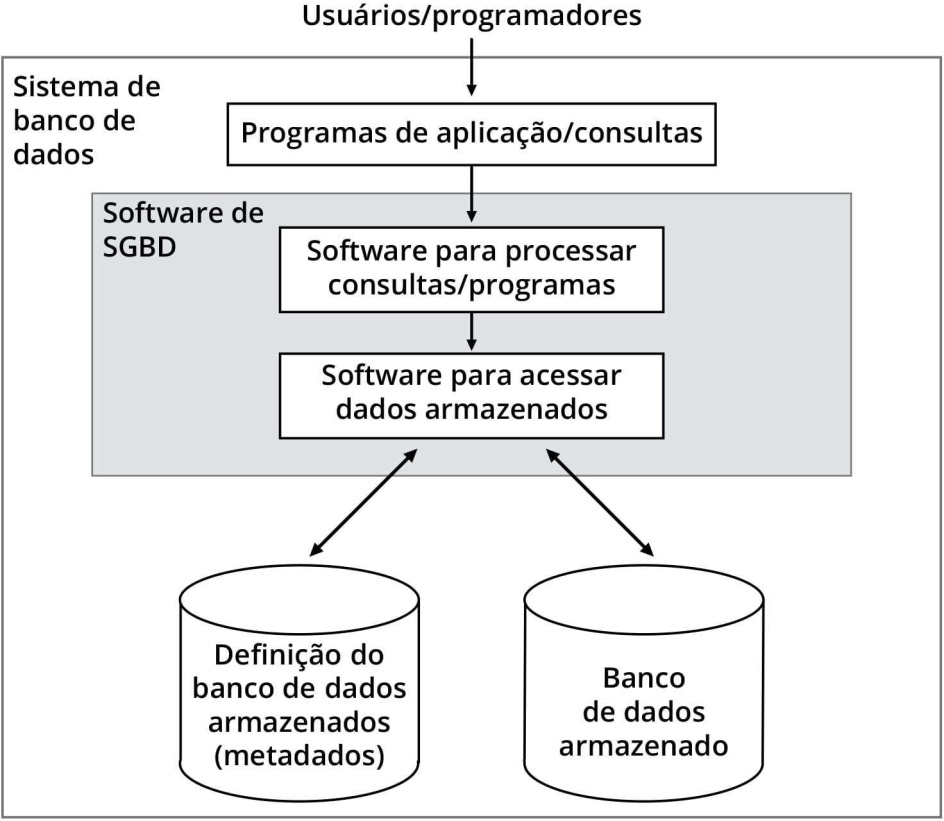 Usuários/programadores
Sistema de
banco de
dados
Programas de aplicação/consultas
Software de
SGBD
Software para processar
consultas/programas
Software para acessar
dados armazenados
Definição do
banco de dados
armazenados
(metadados)
Banco
de dados
armazenado